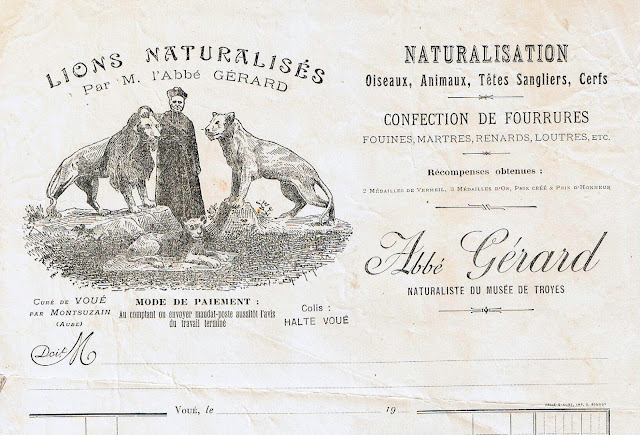 LIONS NATURALISÉS
Par M. l'Abbé GÉRARD
NATURALISATION
Oiseaux, Animaux, Têtes Sangliers, Cerfs
CONFECTION DE FOURRURES
FOUINES, MARTRES, RENARDS, LOUTRES, ETC.
Récompenses obtenues :
2 MÉDAILLES DE VERMEIL, 3 MÉDAILLES D'OR, PRIX CRÉÉ & PRIX D'HONNEUR
Abbé Gérard
NATURALISTE DU MUSÉE DE TROYES
CURÉ DE VOUÉ
PAR MONTSUZAIN
(AUBE)
MODE DE PAIEMENT :
Au comptant ou envoyer mandat-poste aussitôt l'avis
du travail terminé
Colis :
HALTE VOUÉ
Doit M
VOUÉ, le 19